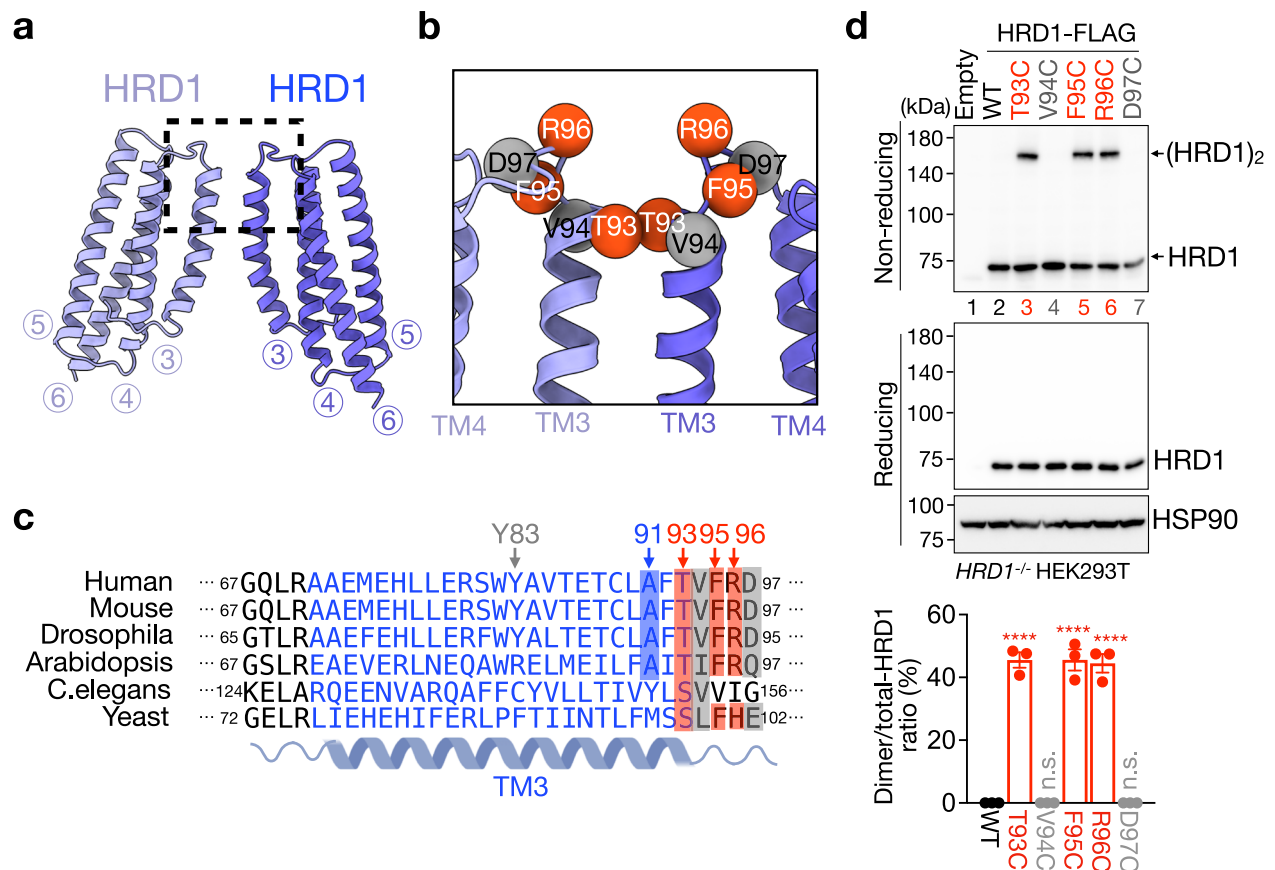 a
HRD1 HRD1
⑤ ③ ③ ⑤
⑥ ④ ④ ⑥
b
R96 R96
D97 D97
F95 F95
V94 T93 T93 V94
TM4 TM3 TM3 TM4
c
Y83 91 93 95 96
Human ··· 67 GQLRAAEMEHLLERSWYAVTETCLAFTVFRD 97 ···
Mouse ··· 67 GQLRAAEMEHLLERSWYAVTETCLAFTVFRD 97 ···
Drosophila ··· 65 GTLRAAEFEHLLERFWYALTETCLAFTVFRD 95 ···
Arabidopsis ··· 67 GSLREAEVERLNEQAWRELMEILFAITIFRQ 97 ···
C.elegans ···124 KELARQEENVARQAFFCYVLLTIVYLSVVIG 156 ···
Yeast ··· 72 GELRLIEHEHIFERLPFTIINTLFMSSLFHE 102 ···
TM3
d
HRD1-FLAG
(kDa) Empty WT T93C V94C F95C R96C D97C
Non-reducing
180
140
100
75
(HRD1)2
HRD1
1 2 3 4 5 6 7
Reducing
180
140
100
75
HRD1
100
75
HSP90
HRD1-/- HEK293T
Dimer/total-HRD1
ratio (%)
60
40
20
0
**** **** ****
n.s. n.s.
WT T93C V94C F95C R96C D97C